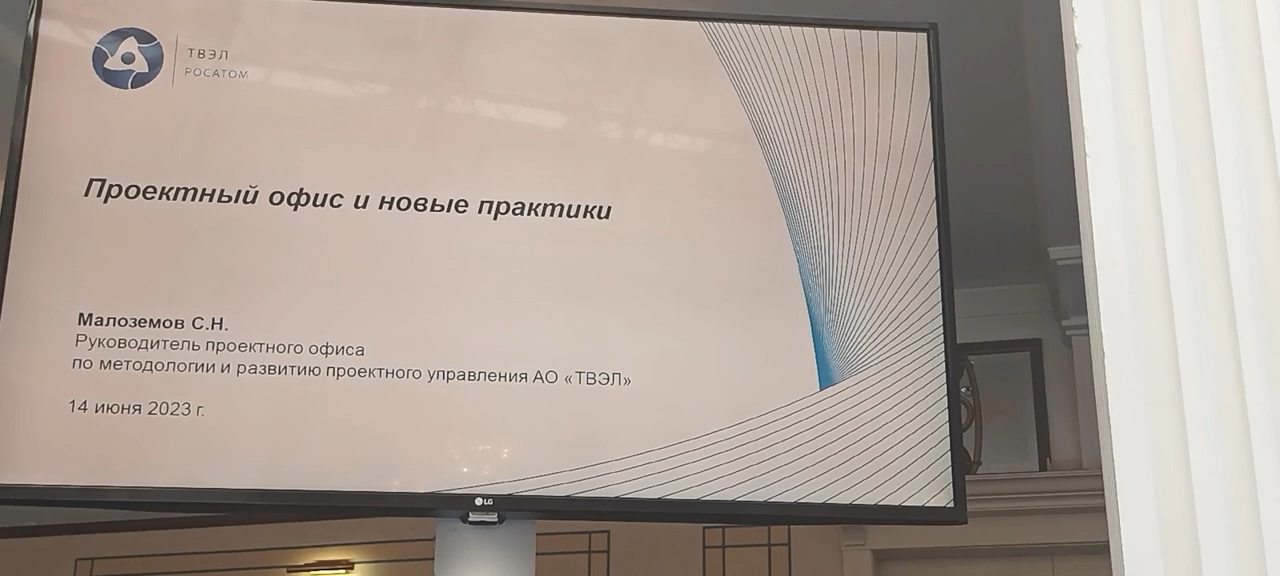 ТВЭЛ
РОСАТОМ
Проектный офис и новые практики
Малоземов С.Н.
Руководитель проектного офиса
по методологии и развитию проектного управления АО «ТВЭЛ»
14 июня 2023 г.
LG